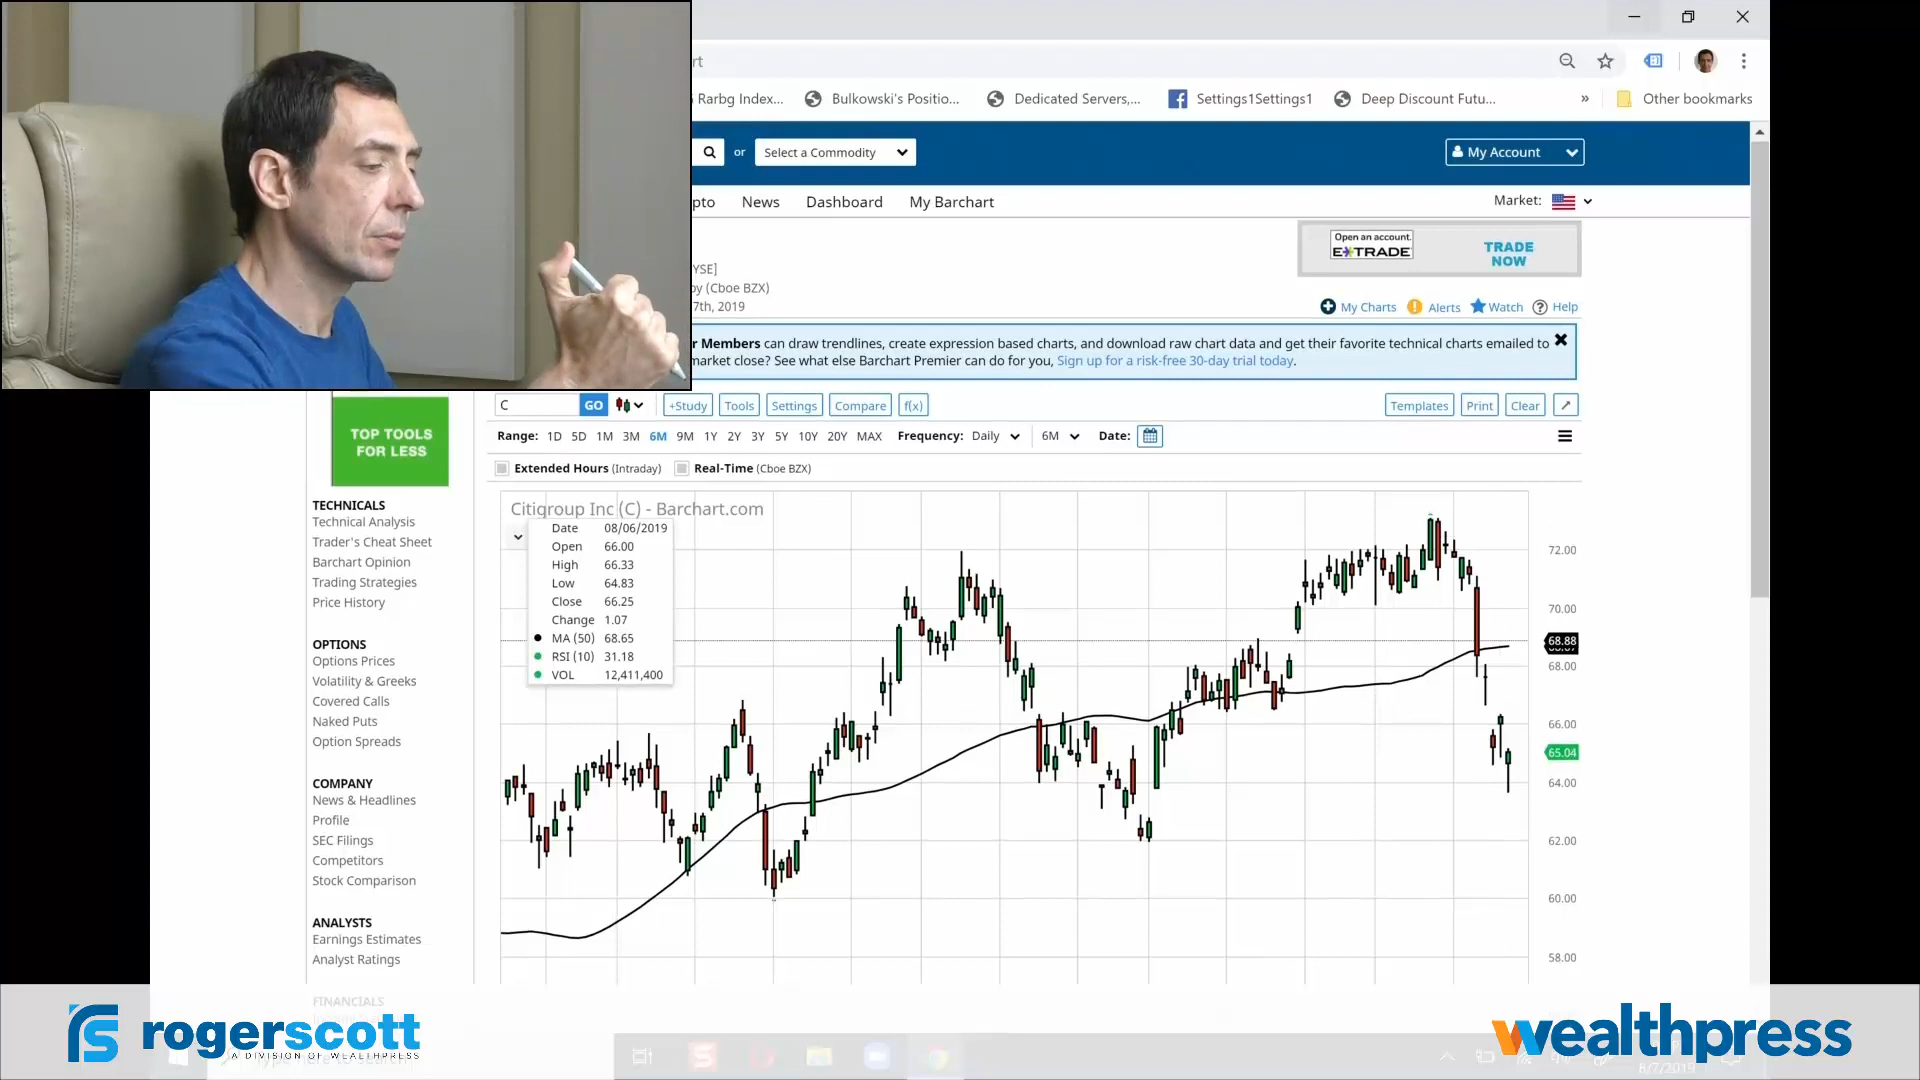 rt
Rarbg Index...
Bulkowski's Positio...
Dedicated Servers,...
Settings1Settings1
Deep Discount Futu...
»
Other bookmarks
or
Select a Commodity
My Account
pto
News
Dashboard
My Barchart
Market:
Open an account.
E*TRADE
TRADE
NOW
YSE]
by (Cboe BZX)
7th, 2019
My Charts
Alerts
Watch
Help
r Members can draw trendlines, create expression based charts, and download raw chart data and get their favorite technical charts emailed to
market close? See what else Barchart Premier can do for you, Sign up for a risk-free 30-day trial today.
TOP TOOLS
FOR LESS
C
GO
+Study
Tools
Settings
Compare
f(x)
Templates
Print
Clear
Range: 1D 5D 1M 3M 6M 9M 1Y 2Y 3Y 5Y 10Y 20Y MAX
Frequency: Daily
6M
Date:
Extended Hours (Intraday)
Real-Time (Cboe BZX)
TECHNICALS
Technical Analysis
Trader's Cheat Sheet
Barchart Opinion
Trading Strategies
Price History
OPTIONS
Options Prices
Volatility & Greeks
Covered Calls
Naked Puts
Option Spreads
COMPANY
News & Headlines
Profile
SEC Filings
Competitors
Stock Comparison
ANALYSTS
Earnings Estimates
Analyst Ratings
FINANCIALS
Citigroup Inc (C) - Barchart.com
Date 08/06/2019
Open 66.00
High 66.33
Low 64.83
Close 66.25
Change 1.07
MA (50) 68.65
RSI (10) 31.18
VOL 12,411,400
72.00
70.00
68.88
68.00
66.00
65.04
64.00
62.00
60.00
58.00
rogerscott
A DIVISION OF WEALTHPRESS
wealthpress
8/7/2019